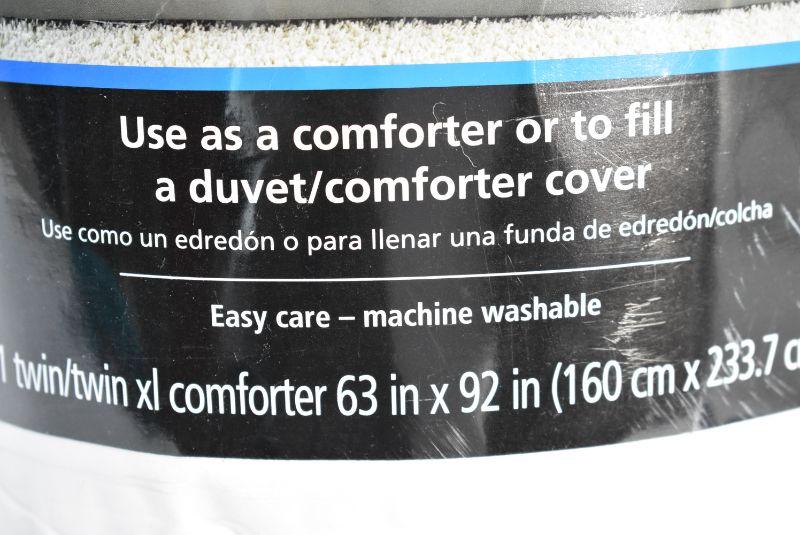 Use as a comforter or to fill
a duvet/comforter cover
Use como un edredón o para llenar una funda de edredón/colcha
Easy care – machine washable
1 twin/twin xl comforter 63 in x 92 in (160 cm x 233.7 c